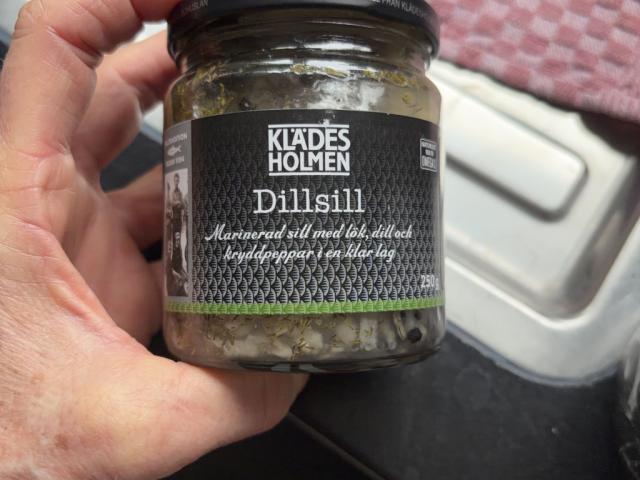 KLÄDES
HOLMEN
Dillsill
Marinerad sill med lök, dill och
kryddpeppar i en klar lag
250 g